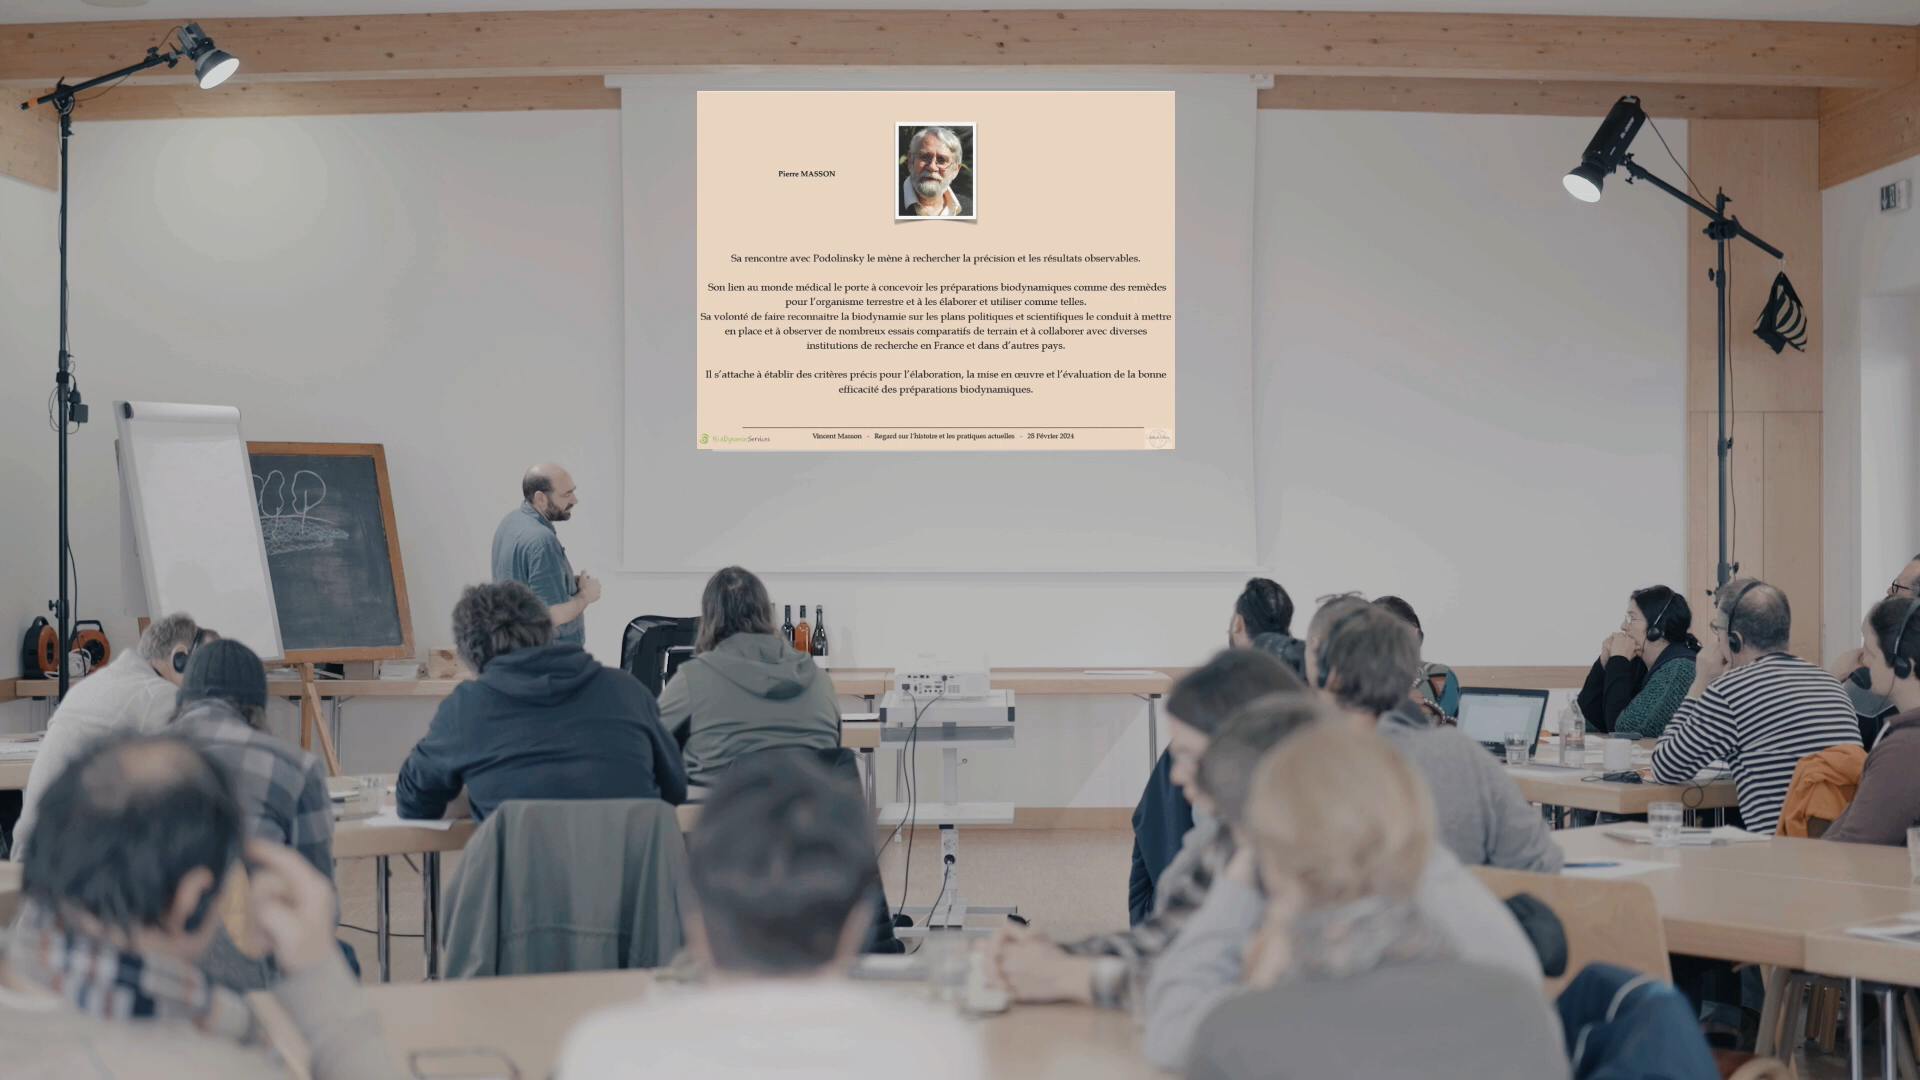 Pierre MASSON
Sa rencontre avec Podolinsky le mène à rechercher la précision et les résultats observables.
Son lien au monde médical le porte à concevoir les préparations biodynamiques comme des remèdes
pour l'organisme terrestre et à les élaborer et utiliser comme telles.
Sa volonté de faire reconnaitre la biodynamie sur les plans politiques et scientifiques le conduit à mettre
en place et à observer de nombreux essais comparatifs de terrain et à collaborer avec diverses
institutions de recherche en France et dans d'autres pays.
Il s'attache à établir des critères précis pour l'élaboration, la mise en œuvre et l'évaluation de la bonne
efficacité des préparations biodynamiques.
BioDynamie Services
Vincent Masson - Regard sur l'histoire et les pratiques actuelles - 28 Février 2024